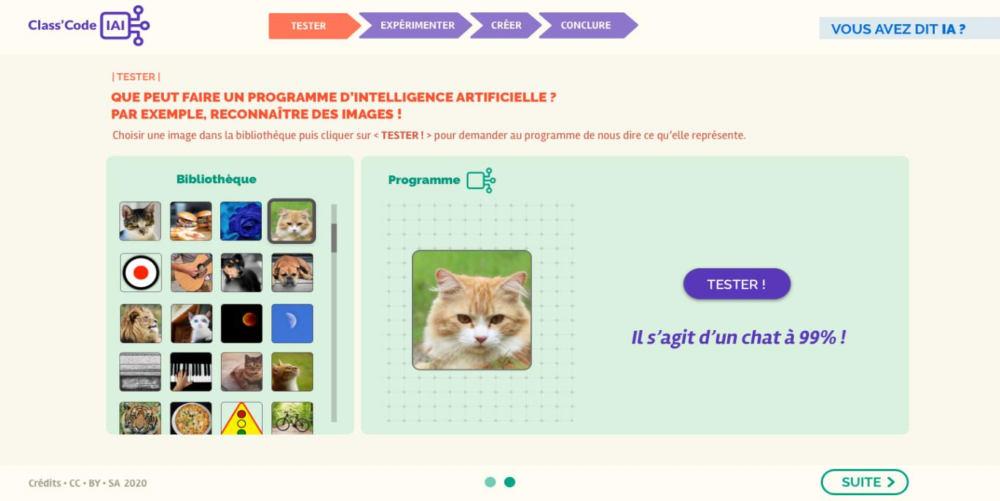 Class'Code IAI
TESTER
EXPÉRIMENTER
CRÉER
CONCLURE
VOUS AVEZ DIT IA ?
| TESTER |
QUE PEUT FAIRE UN PROGRAMME D'INTELLIGENCE ARTIFICIELLE ?
PAR EXEMPLE, RECONNAÎTRE DES IMAGES !
Choisir une image dans la bibliothèque puis cliquer sur < TESTER ! > pour demander au programme de nous dire ce qu'elle représente.
Bibliothèque
Programme
TESTER !
Il s'agit d'un chat à 99% !
Crédits • CC • BY • SA 2020
SUITE